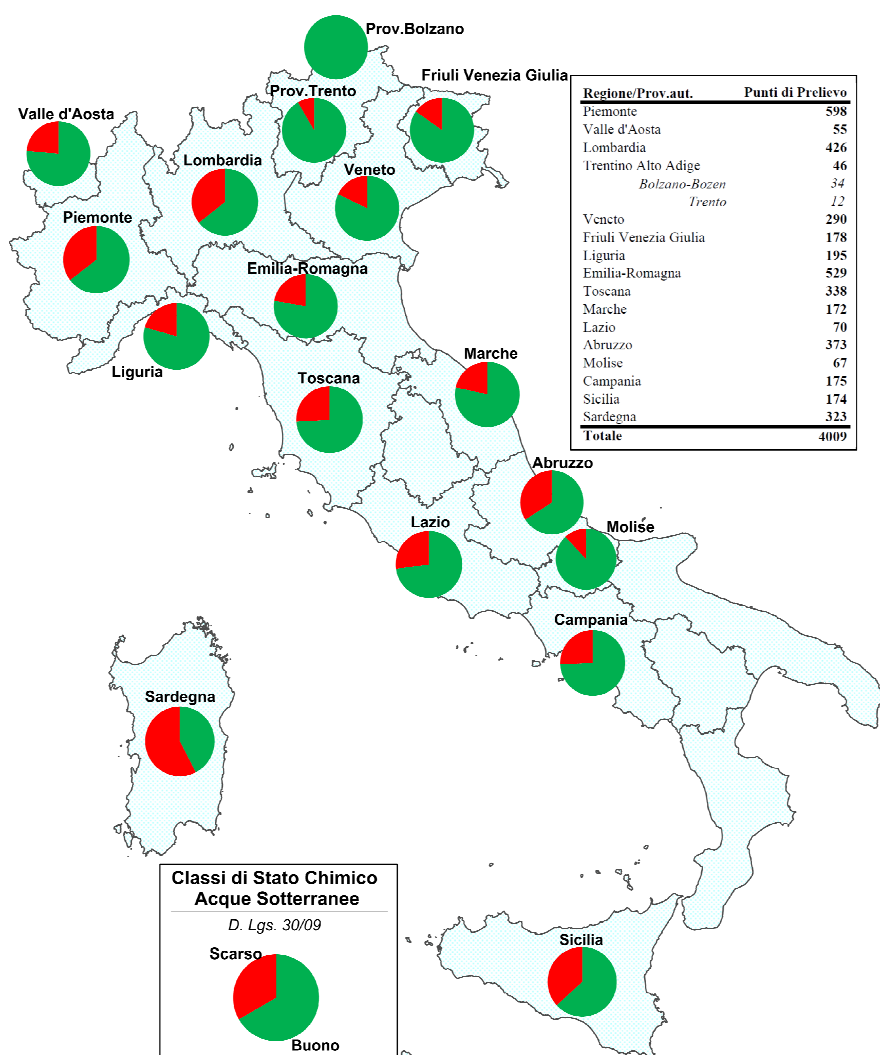 Prov.Bolzano
Friuli Venezia Giulia
Prov.Trento
Valle d'Aosta
Lombardia
Veneto
Piemonte
Emilia-Romagna
Liguria
Toscana
Marche
Abruzzo
Lazio
Molise
Campania
Sardegna
Sicilia
Regione/Prov.aut. Punti di Prelievo
Piemonte 598
Valle d'Aosta 55
Lombardia 426
Trentino Alto Adige 46
Bolzano-Bozen 34
Trento 12
Veneto 290
Friuli Venezia Giulia 178
Liguria 195
Emilia-Romagna 529
Toscana 338
Marche 172
Lazio 70
Abruzzo 373
Molise 67
Campania 175
Sicilia 174
Sardegna 323
Totale 4009
Classi di Stato Chimico
Acque Sotterranee
D. Lgs. 30/09
Scarso
Buono